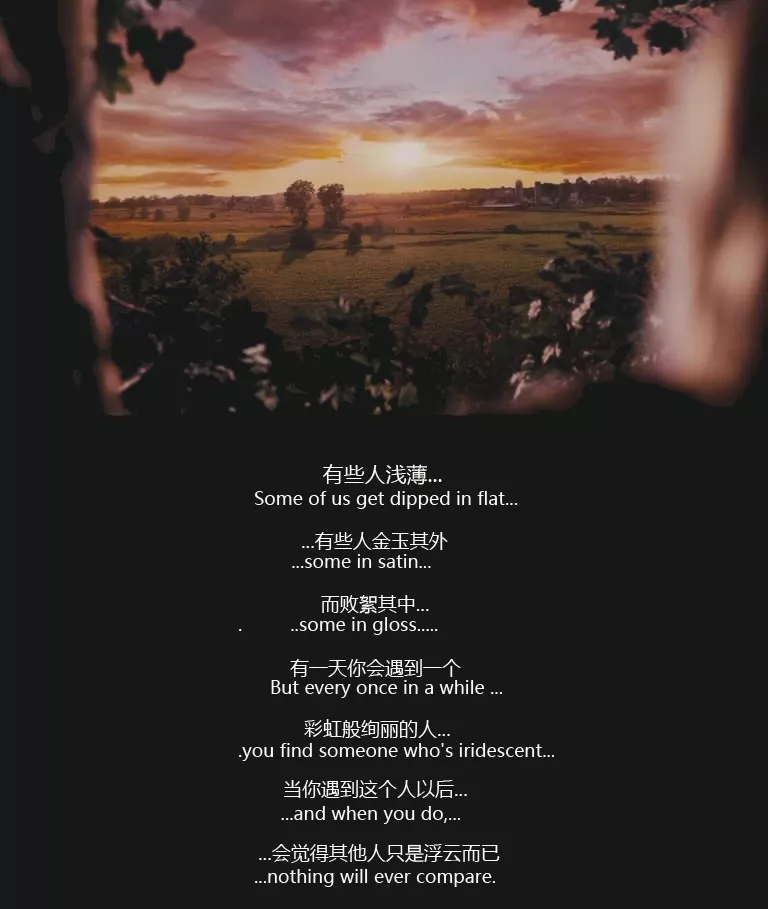 有些人浅薄...
Some of us get dipped in flat...
...有些人金玉其外
...some in satin...
而败絮其中...
. ..some in gloss.....
有一天你会遇到一个
But every once in a while ...
彩虹般绚丽的人...
.you find someone who's iridescent...
当你遇到这个人以后...
...and when you do,...
...会觉得其他人只是浮云而已
...nothing will ever compare.